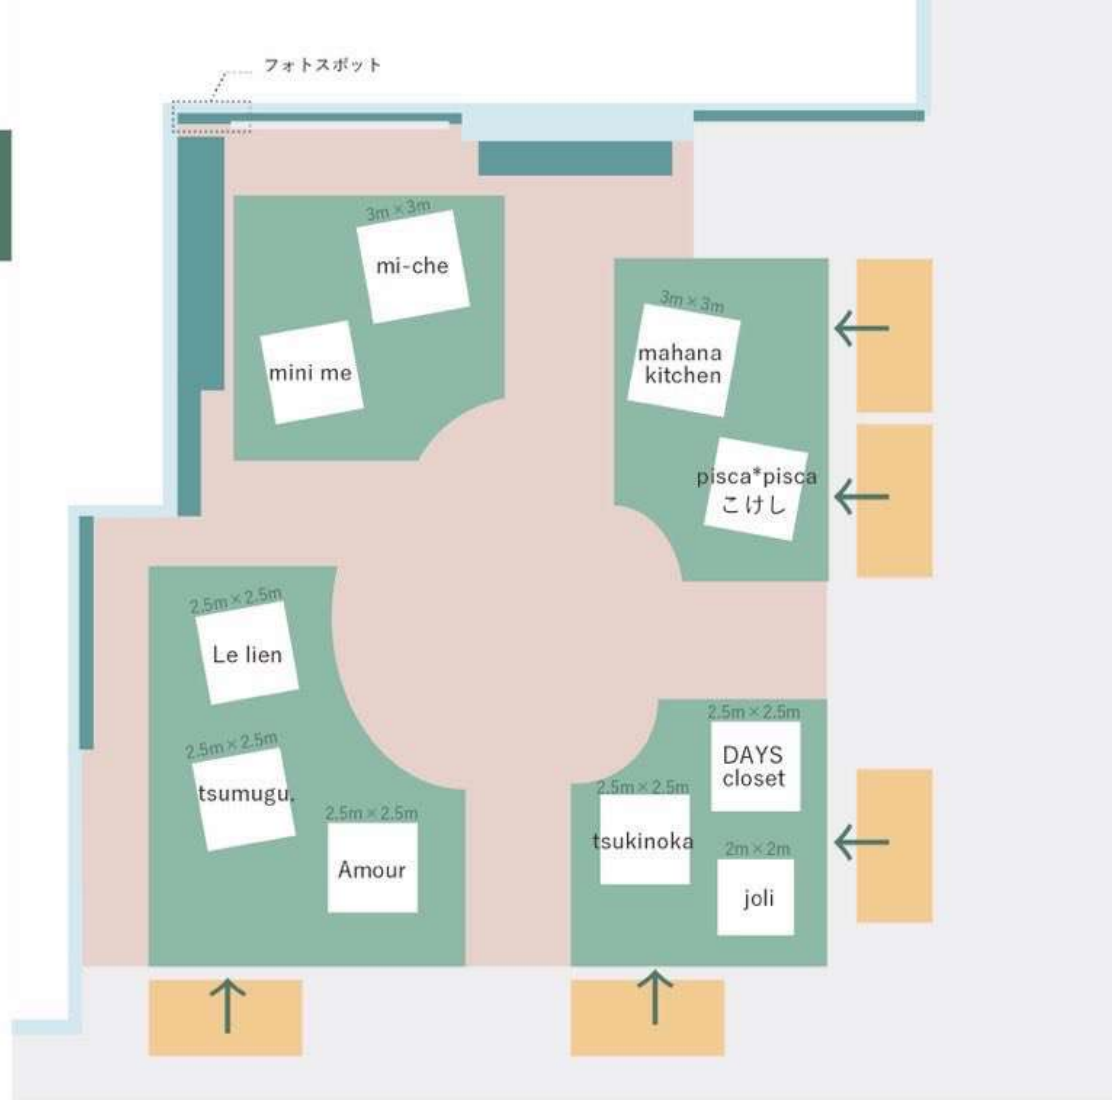 フォトスポット
3m×3m
mi-che
mini me
3m×3m
mahana
kitchen
pisca*pisca
こけし
2.5m×2.5m
Le lien
2.5m×2.5m
tsumugu.
2.5m×2.5m
Amour
2.5m×2.5m
DAYS
closet
2.5m×2.5m
tsukinoka
2m×2m
joli